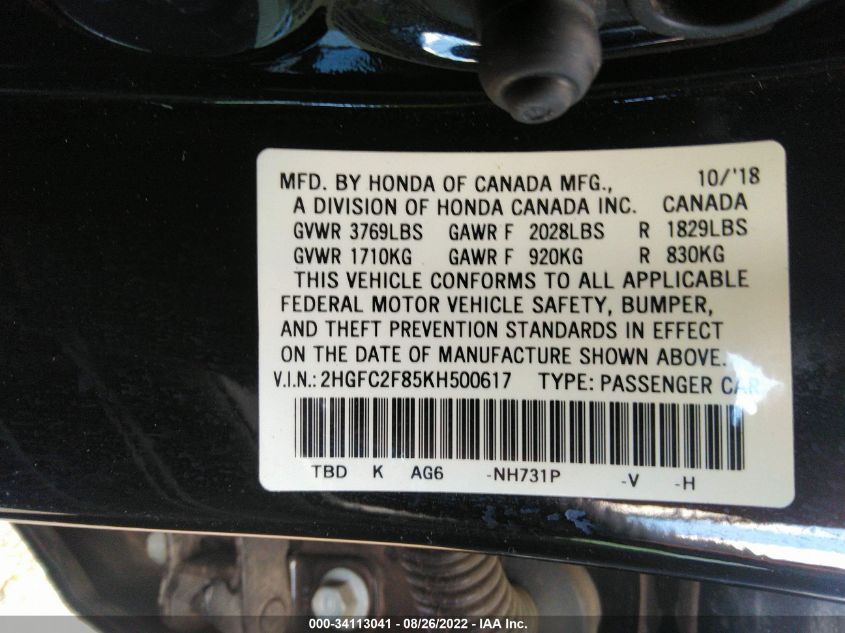 MFD. BY HONDA OF CANADA MFG., 10/'18
A DIVISION OF HONDA CANADA INC. CANADA
GVWR 3769LBS GAWR F 2028LBS R 1829LBS
GVWR 1710KG GAWR F 920KG R 830KG
THIS VEHICLE CONFORMS TO ALL APPLICABLE
FEDERAL MOTOR VEHICLE SAFETY, BUMPER,
AND THEFT PREVENTION STANDARDS IN EFFECT
ON THE DATE OF MANUFACTURE SHOWN ABOVE.
V.I.N.: 2HGFC2F85KH500617 TYPE: PASSENGER CAR
TBD K AG6 -NH731P -V -H
000-34113041 - 08/26/2022 - IAA Inc.